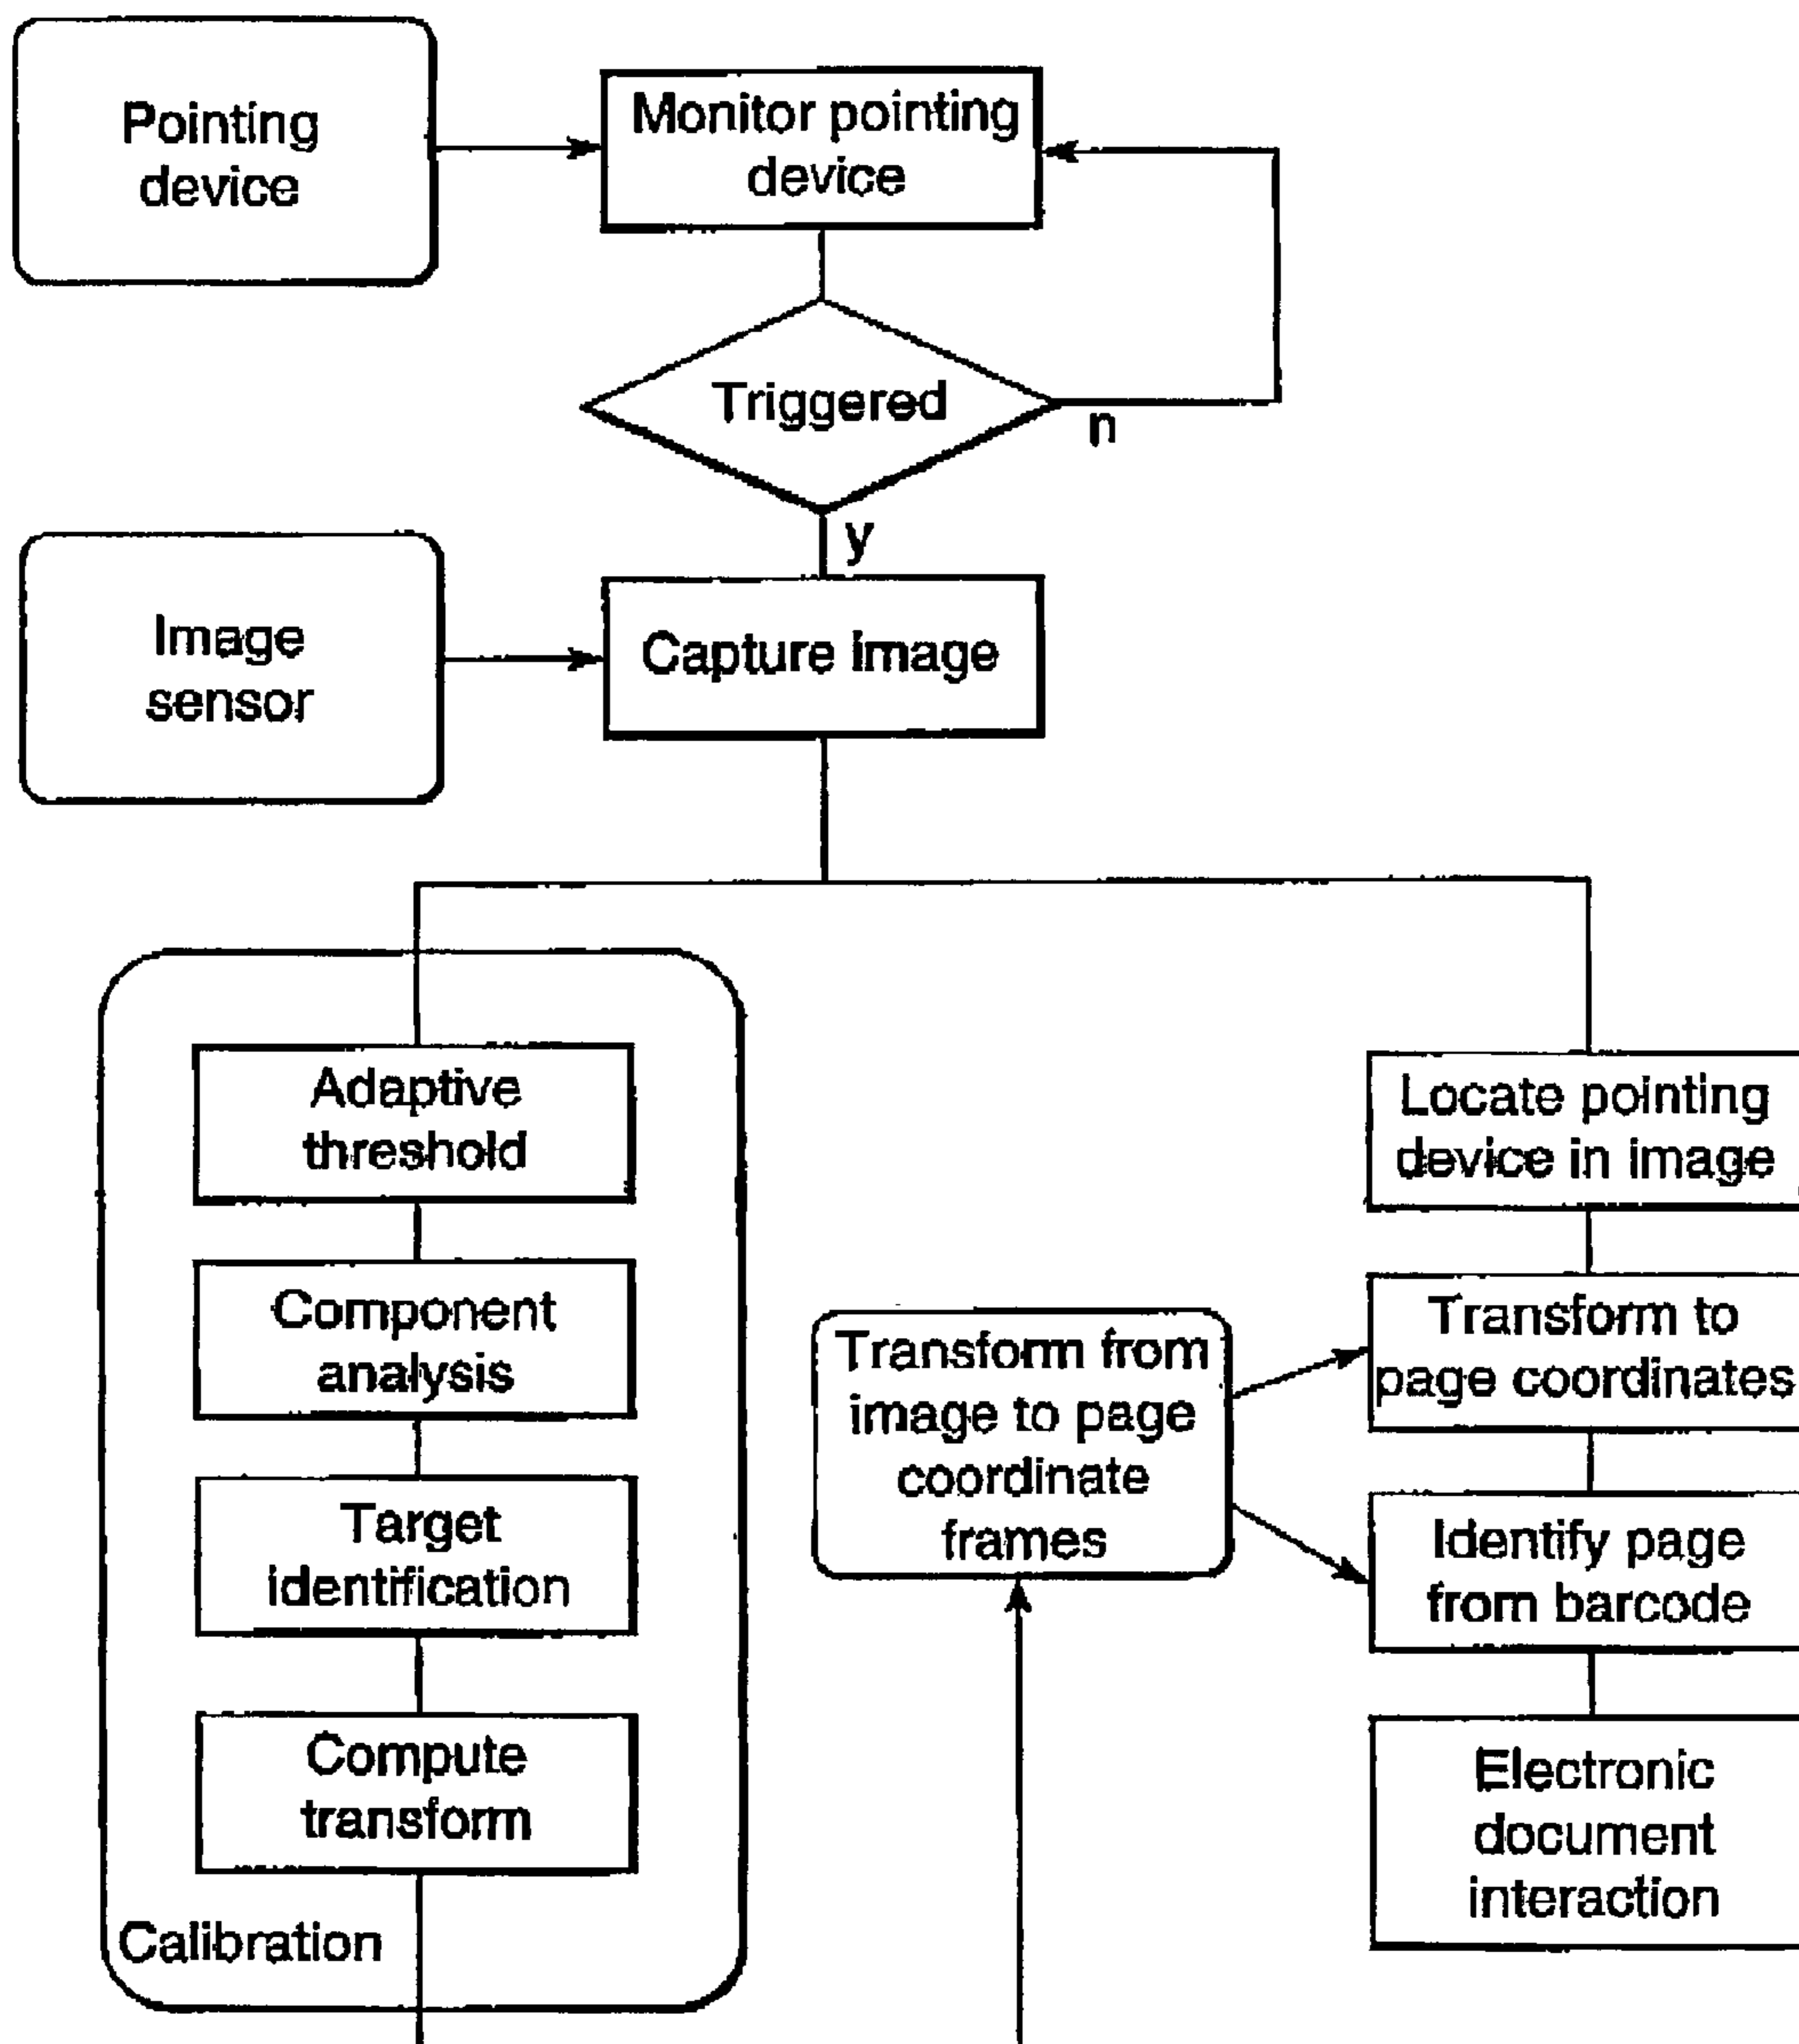 Pointing
device
Monitor pointing
device
Triggered
n
y
Image
sensor
Capture image
Adaptive
threshold
Component
analysis
Target
identification
Compute
transform
Calibration
Transform from
image to page
coordinate
frames
Locate pointing
device in image
Transform to
page coordinates
Identify page
from barcode
Electronic
document
interaction